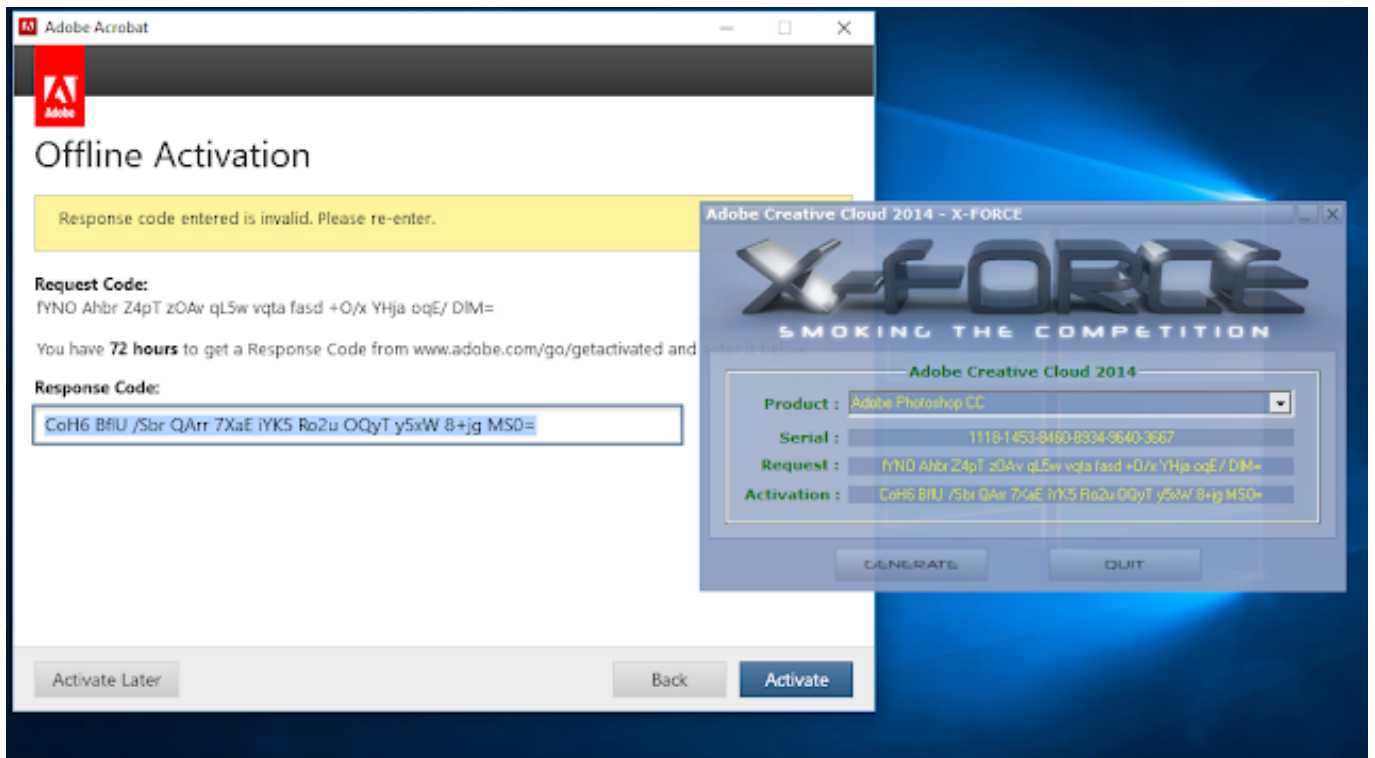 Adobe Acrobat
Adobe
Offline Activation
Response code entered is invalid. Please re-enter.
Request Code:
fYNO Ahbr Z4pT zOAv qL5w vqta fasd +O/x YHja oqE/ DlM=
You have 72 hours to get a Response Code from www.adobe.com/go/getactivated and enter it below.
Response Code:
CoH6 BflU /Sbr QArr 7XaE iYK5 Ro2u OQyT y5xW 8+jg MS0=
Activate Later
Back
Activate
Adobe Creative Cloud 2014 - X-FORCE
X-FORCE
SMOKING THE COMPETITION
Adobe Creative Cloud 2014
Product : Adobe Photoshop CC
Serial : 1118-1453-8460-8934-9640-3667
Request : fYNO Ahbr Z4pT zOAv qL5w vqta fasd +O/x YHja oqE/ DlM=
Activation : CoH6 BflU /Sbr QArr 7XaE iYK5 Ro2u OQyT y5xW 8+jg MS0=
GENERATE
QUIT